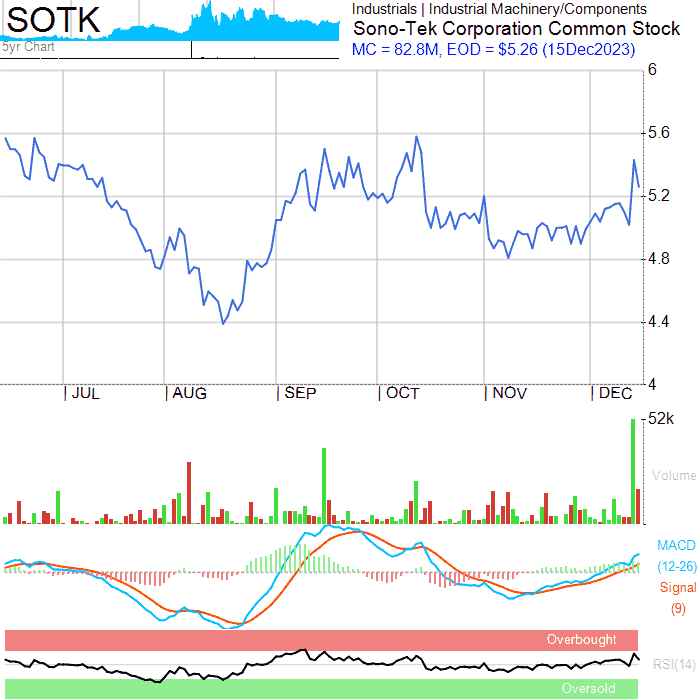 SOTK
Industrials | Industrial Machinery/Components
Sono-Tek Corporation Common Stock
5yr Chart
MC = 82.8M, EOD = $5.26 (15Dec2023)
6
5.6
5.2
4.8
4.4
4
JUL AUG SEP OCT NOV DEC
52k
Volume
MACD
(12-26)
Signal
(9)
Overbought
RSI(14)
Oversold